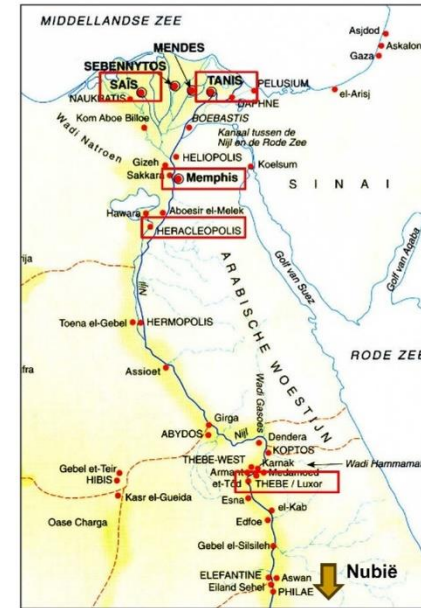 MIDDELLANDSE ZEE
MENDES
SEBENNYTOS
SAÏS
TANIS
PELUSIUM
NAUKRATIS
DAPHNE
el-Arisj
Asjdod
Askalon
Gaza
Kom Aboe Billoe
BOEBASTIS
Wadi Natroen
Kanaal tussen de
Nijl en de Rode Zee
HELIOPOLIS
Gizeh
Sakkara
Memphis
Koelsum
SINAI
Hawara
Aboesir el-Melek
HERACLEOPOLIS
Golf van Suez
Golf van Aqaba
ARABISCHE WOESTIJN
rija
Nijl
Toena el-Gebel
HERMOPOLIS
RODE ZEE
afra
Assioet
Wadi Gasoes
Girga
ABYDOS
Nijl
Dendera
KOPTOS
THEBE-WEST
Karnak
Wadi Hammamat
Armant
Medamoed
et-Tôd
THEBE / Luxor
Gebel et-Teir
HIBIS
Kasr el-Gueida
Esna
el-Kab
Oase Charga
Edfoe
Gebel el-Silsileh
ELEFANTINE
Aswan
Eiland Sehel
PHILAE
Nubië